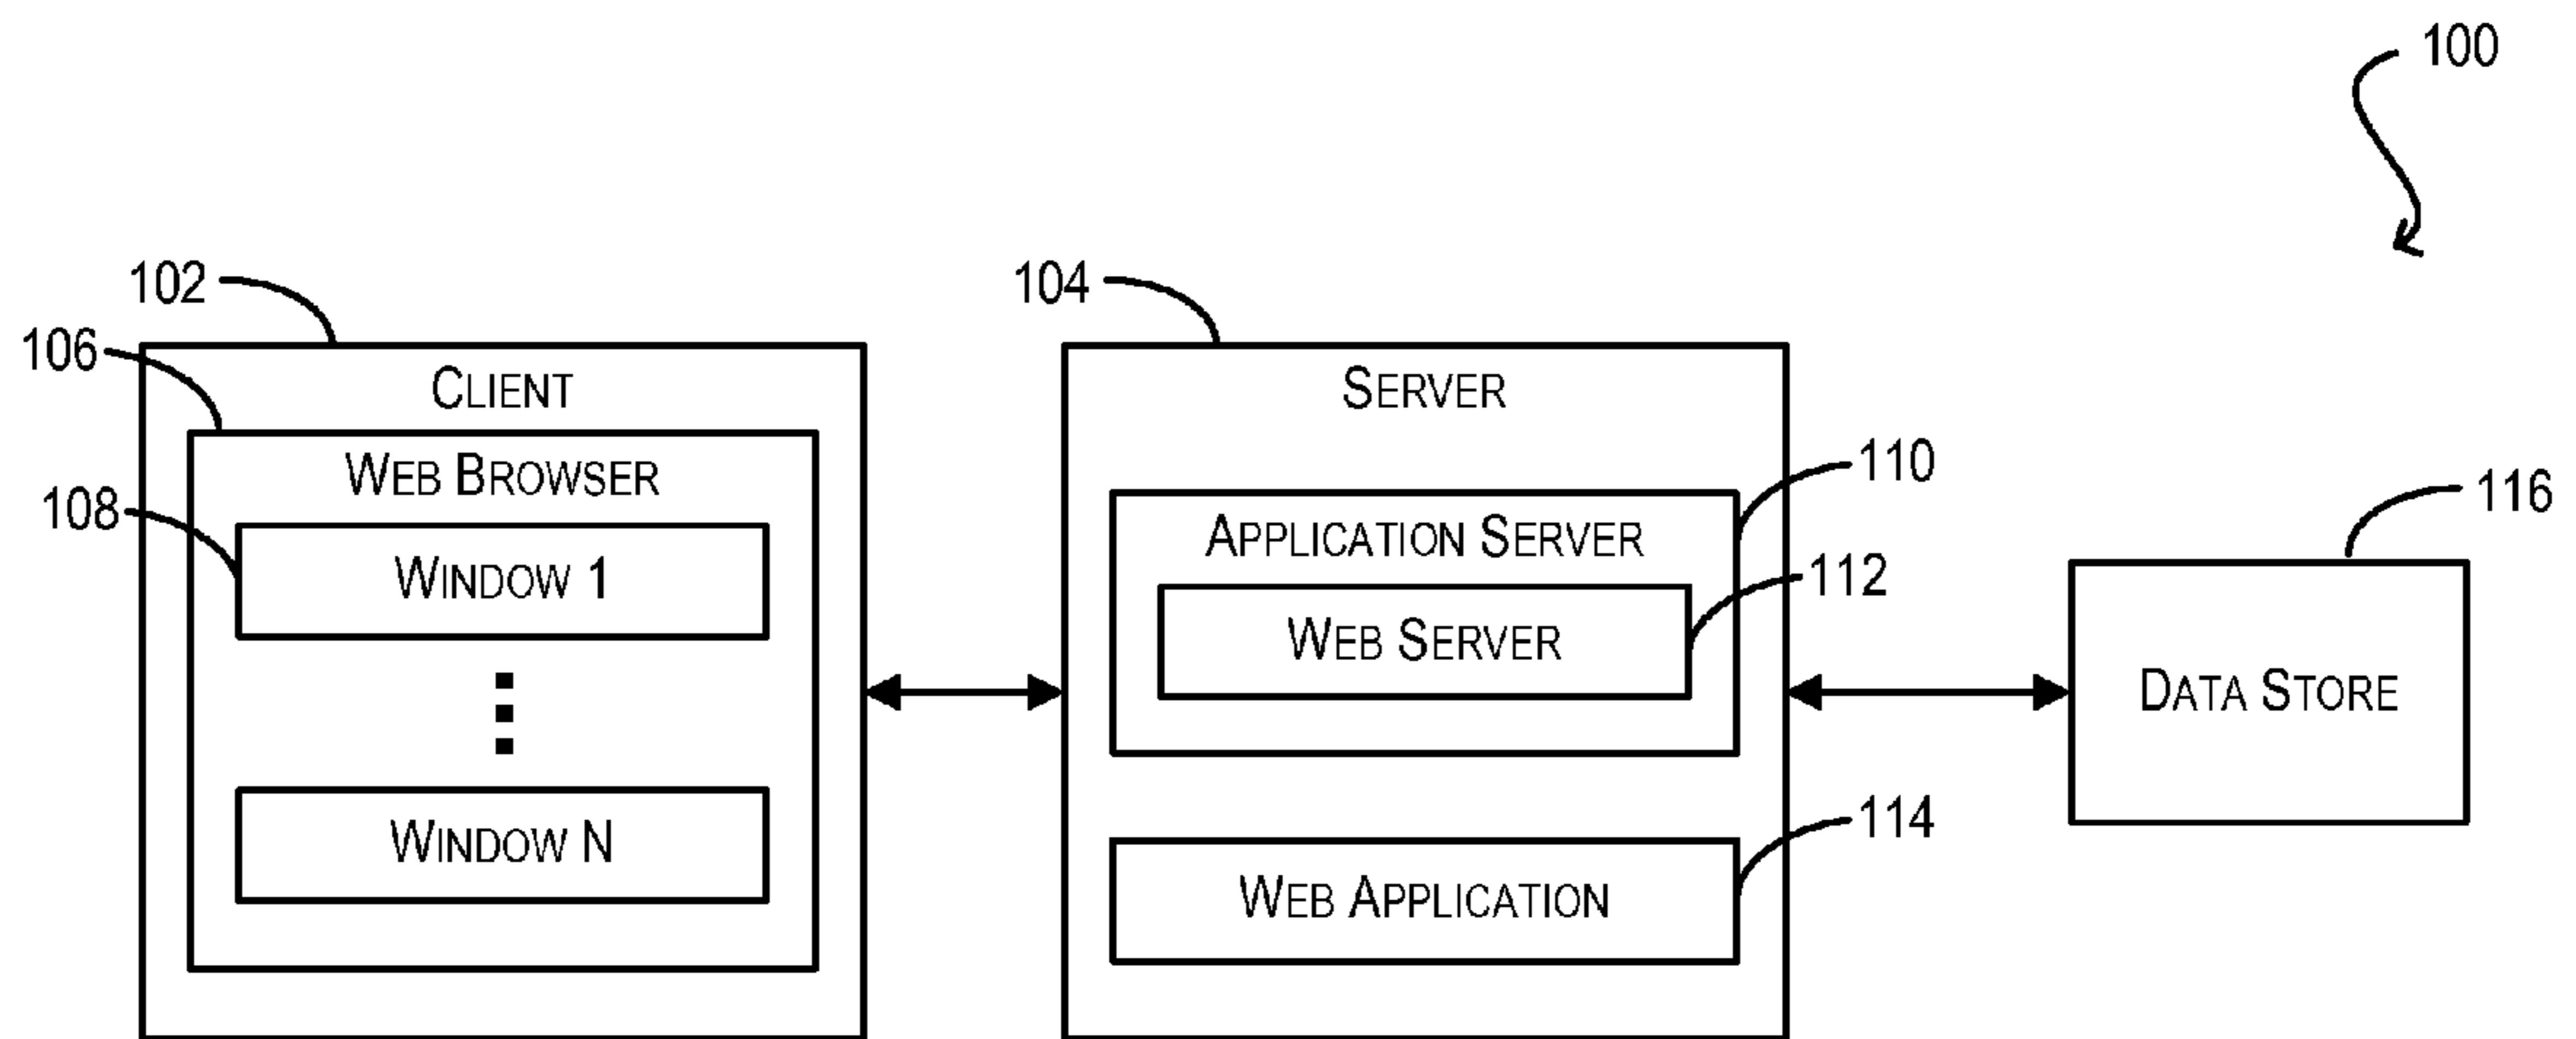 100
102
104
106
CLIENT
SERVER
WEB BROWSER
110
108
APPLICATION SERVER
116
WINDOW 1
112
WEB SERVER
DATA STORE
WINDOW N
114
WEB APPLICATION